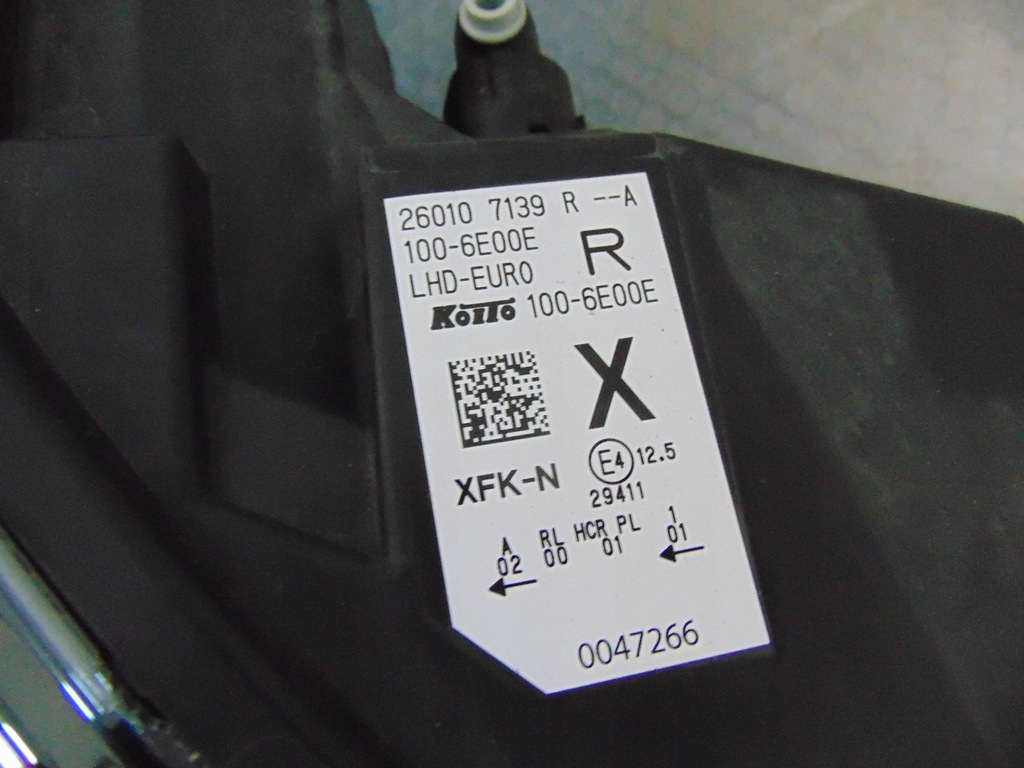 26010 7139 R --A
100-6E00E R
LHD-EURO
KOITO 100-6E00E
X
XFK-N E4 12.5
29411
A RL HCR PL 1
02 00 01 01
0047266